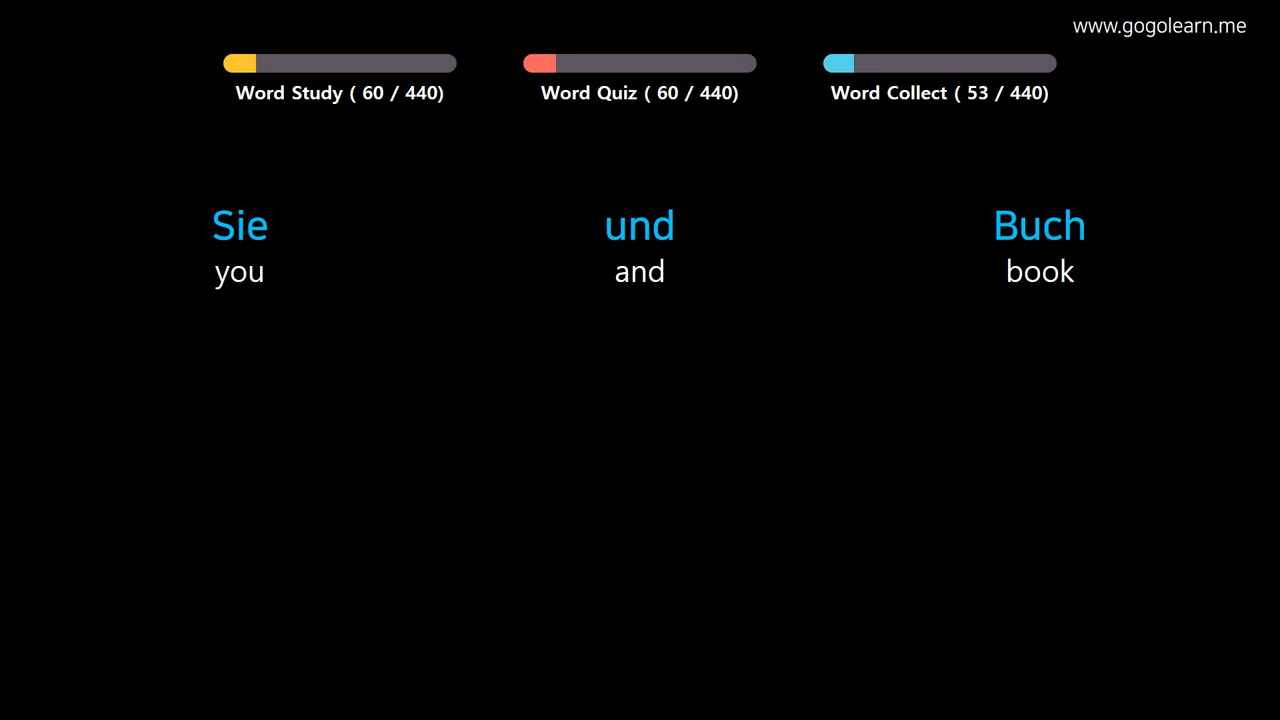 www.gogolearn.me
Word Study ( 60 / 440)
Word Quiz ( 60 / 440)
Word Collect ( 53 / 440)
Sie
und
Buch
you
and
book